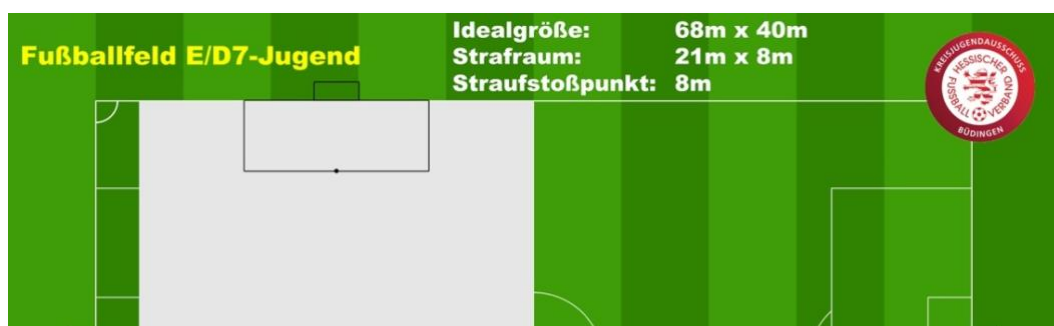 Fußballfeld E/D7-Jugend
Idealgröße: 68m x 40m
Strafraum: 21m x 8m
Straufstoßpunkt: 8m
KREISJUGENDAUSSCHUSS
HESSISCHER
FUSSBALL
VERBAND
BÜDINGEN